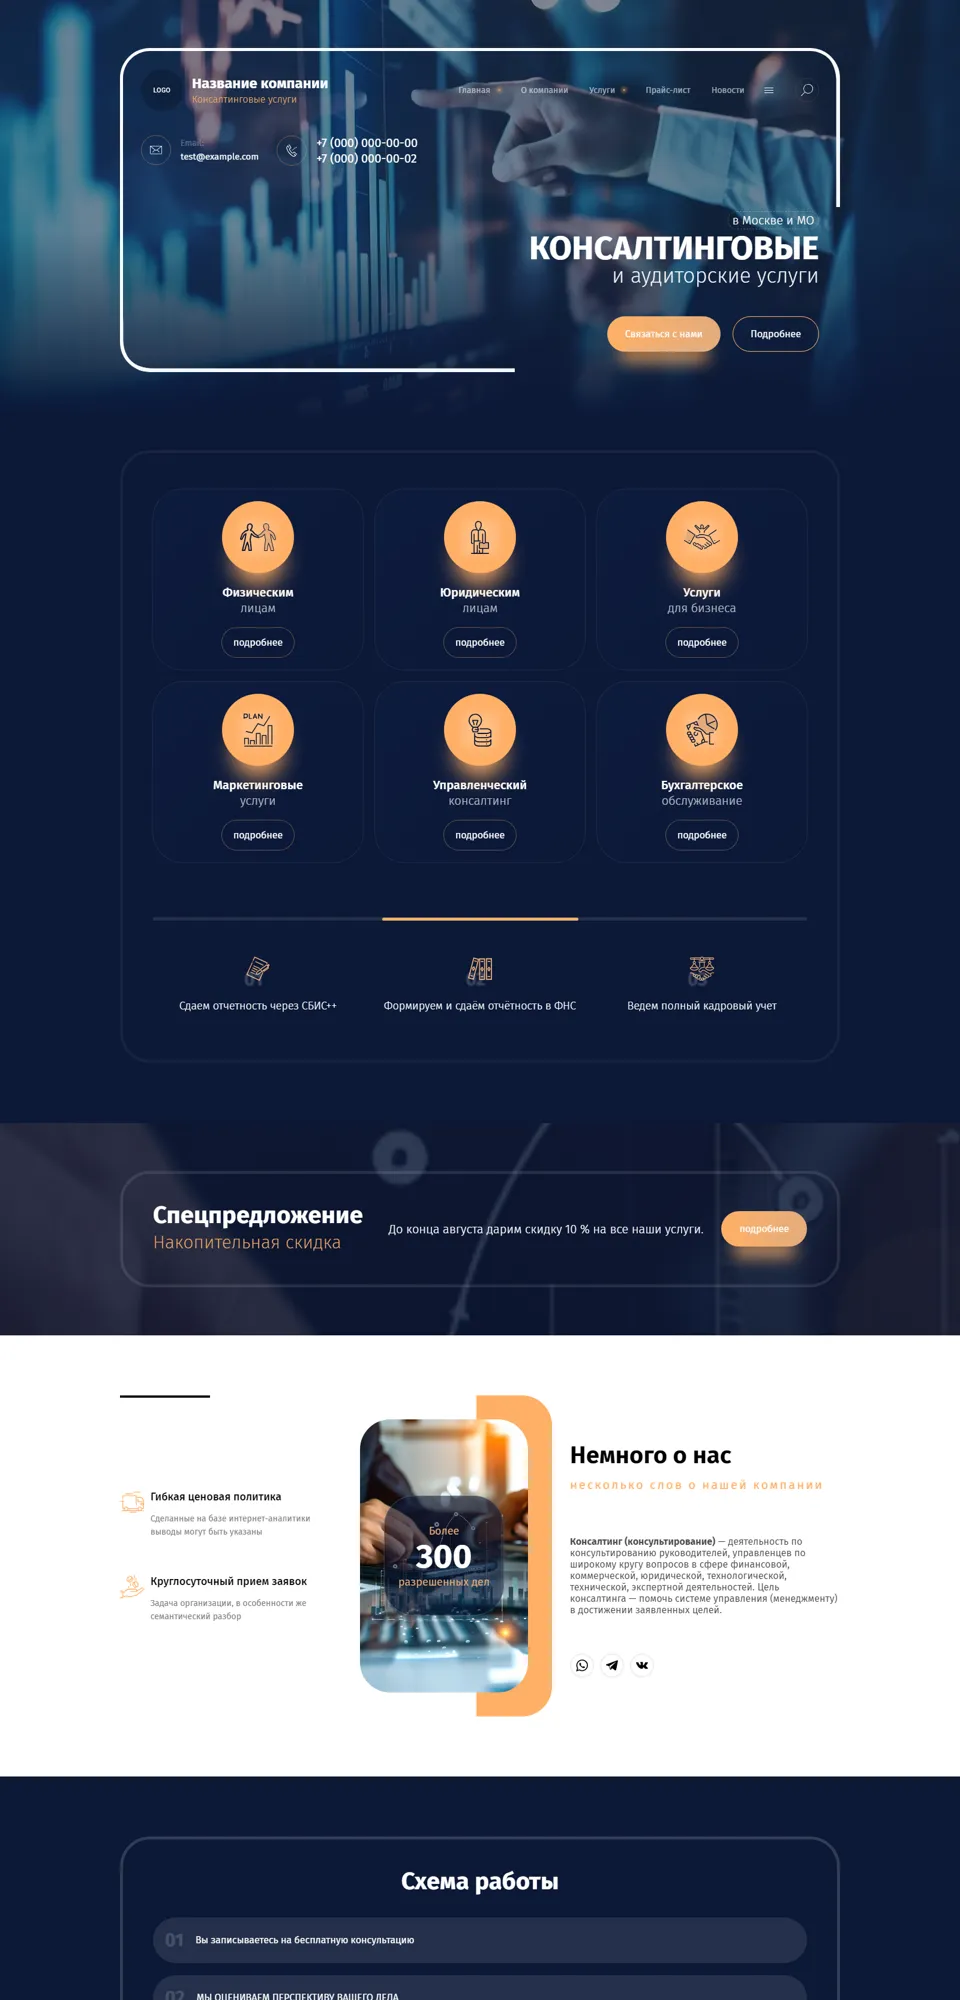 LOGO
Название компании
Консалтинговые услуги
Главная
О компании
Услуги
Прайс-лист
Новости
Email:
test@example.com
+7 (000) 000-00-00
+7 (000) 000-00-02
в Москве и МО
КОНСАЛТИНГОВЫЕ
и аудиторские услуги
Связаться с нами
Подробнее
Физическим
лицам
подробнее
Юридическим
лицам
подробнее
Услуги
для бизнеса
подробнее
PLAN
Маркетинговые
услуги
подробнее
Управленческий
консалтинг
подробнее
Бухгалтерское
обслуживание
подробнее
01
Сдаем отчетность через СБИС++
02
Формируем и сдаём отчётность в ФНС
03
Ведем полный кадровый учет
Спецпредложение
Накопительная скидка
До конца августа дарим скидку 10 % на все наши услуги.
подробнее
Гибкая ценовая политика
Сделанные на базе интернет-аналитики
выводы могут быть указаны
Круглосуточный прием заявок
Задача организации, в особенности же
семантический разбор
Более
300
разрешенных дел
Немного о нас
несколько слов о нашей компании
Консалтинг (консультирование) — деятельность по
консультированию руководителей, управленцев по
широкому кругу вопросов в сфере финансовой,
коммерческой, юридической, технологической,
технической, экспертной деятельностей. Цель
консалтинга — помочь системе управления (менеджменту)
в достижении заявленных целей.
Схема работы
01
Вы записываетесь на бесплатную консультацию
02
МЫ ОЦЕНИВАЕМ ПЕРСПЕКТИВУ ВАШЕГО ДЕЛА